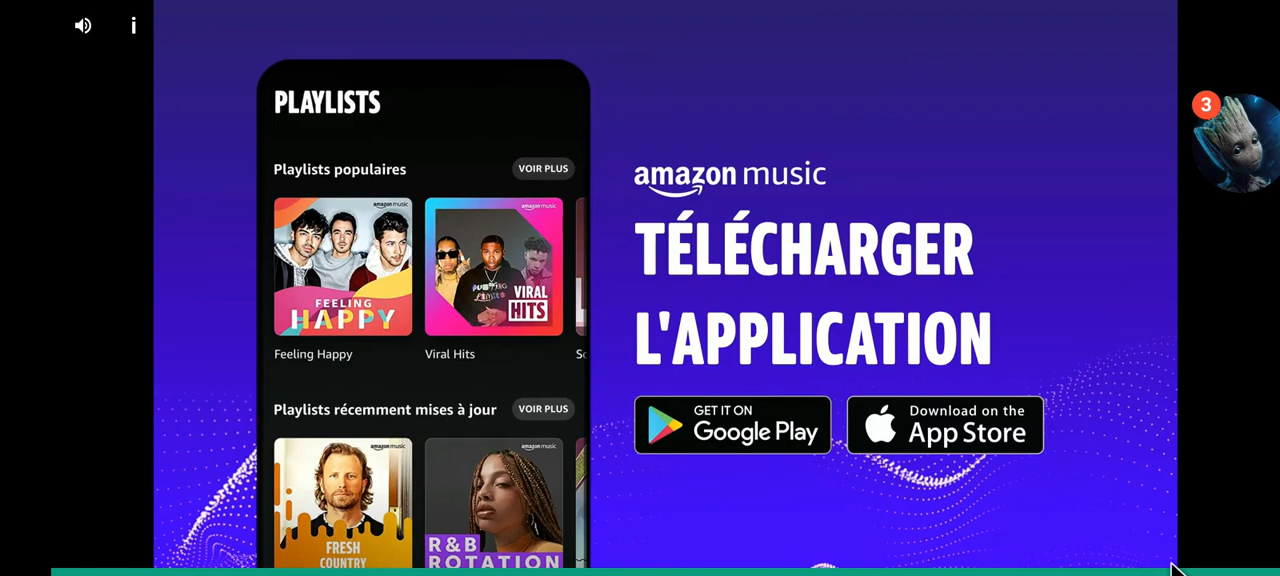 i
3
PLAYLISTS
Playlists populaires
VOIR PLUS
amazon music
FEELING
HAPPY
amazon music
VIRAL
HITS
Feeling Happy
Viral Hits
Playlists récemment mises à jour
VOIR PLUS
amazon music
FRESH
COUNTRY
amazon music
R&B
ROTATION
amazon music
TÉLÉCHARGER
L'APPLICATION
GET IT ON
Google Play
Download on the
App Store